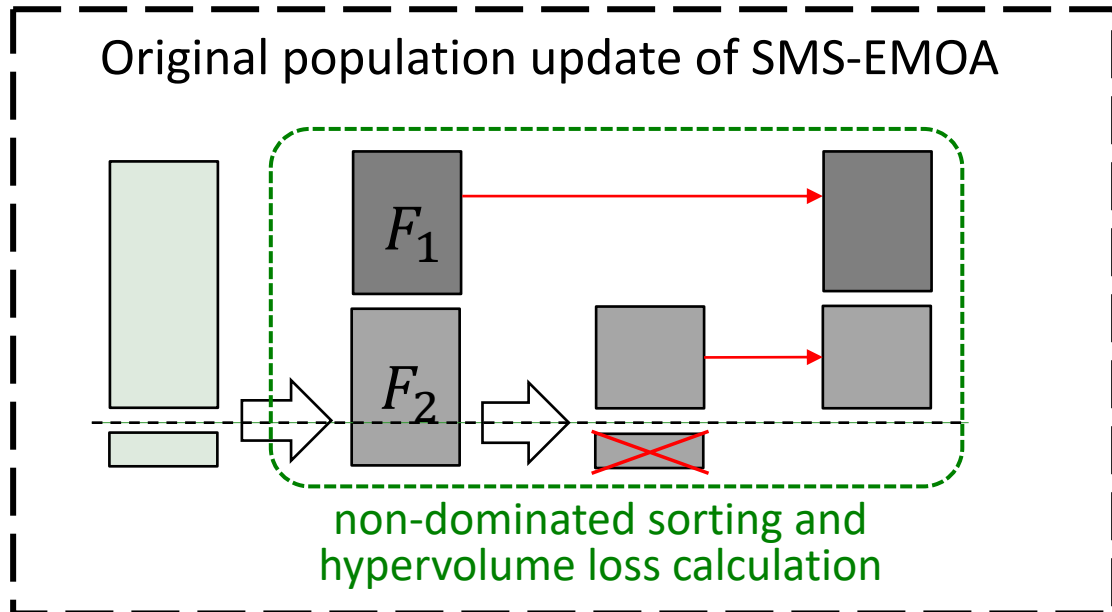 Original population update of SMS-EMOA
F₁
F₂
non-dominated sorting and
hypervolume loss calculation